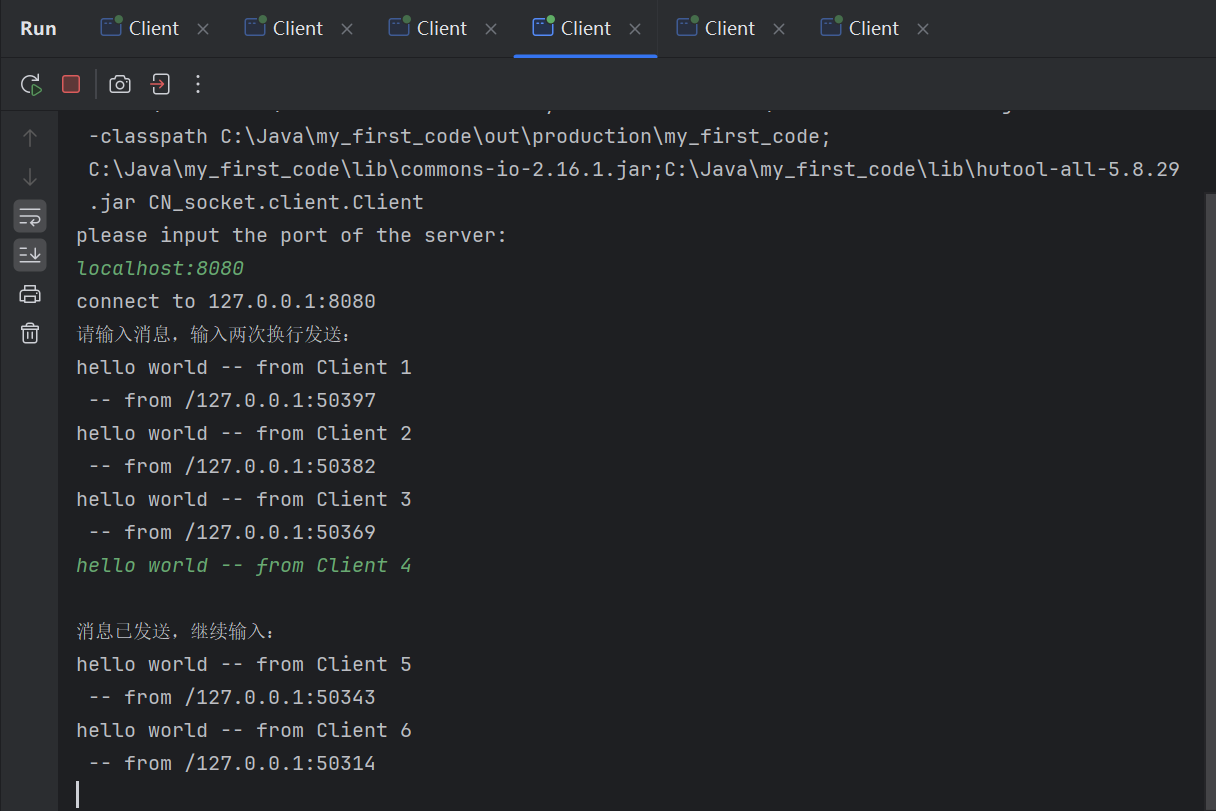 Run Client Client Client Client Client Client
-classpath C:\Java\my_first_code\out\production\my_first_code;
C:\Java\my_first_code\lib\commons-io-2.16.1.jar;C:\Java\my_first_code\lib\hutool-all-5.8.29
.jar CN_socket.client.Client
please input the port of the server:
localhost:8080
connect to 127.0.0.1:8080
请输入消息，输入两次换行发送：
hello world -- from Client 1
-- from /127.0.0.1:50397
hello world -- from Client 2
-- from /127.0.0.1:50382
hello world -- from Client 3
-- from /127.0.0.1:50369
hello world -- from Client 4
消息已发送，继续输入：
hello world -- from Client 5
-- from /127.0.0.1:50343
hello world -- from Client 6
-- from /127.0.0.1:50314